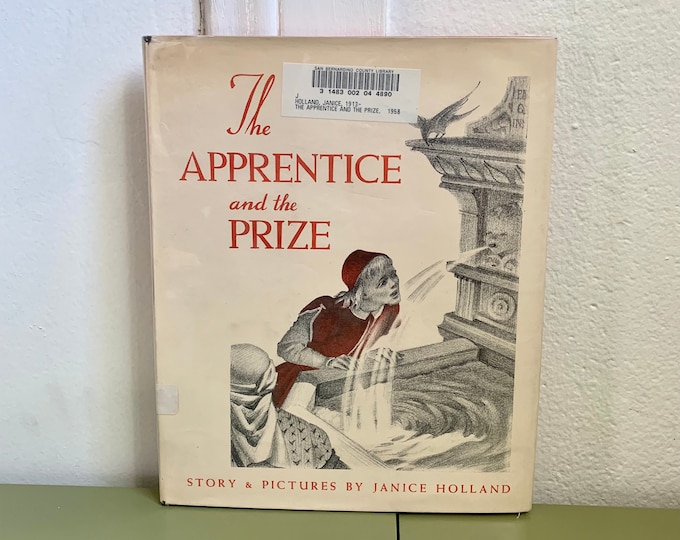 SAN BERNARDINO COUNTY LIBRARY
3 1483 002 04 4890
J
HOLLAND, JANICE, 1913-
THE APPRENTICE AND THE PRIZE, 1958
The
APPRENTICE
and the
PRIZE
STORY & PICTURES BY JANICE HOLLAND